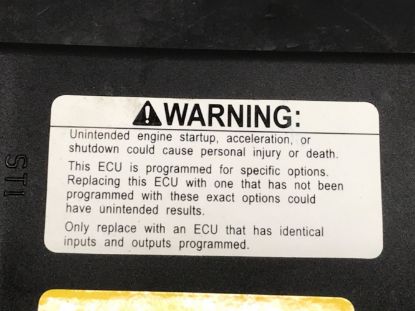 WARNING:
Unintended engine startup, acceleration, or
shutdown could cause personal injury or death.
This ECU is programmed for specific options.
Replacing this ECU with one that has not been
programmed with these exact options could
have unintended results.
Only replace with an ECU that has identical
inputs and outputs programmed.
STI